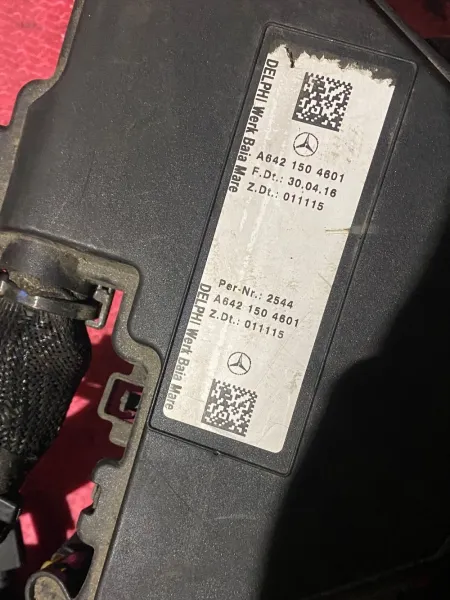 DELPHI Werk Baia Mare
A642 150 4601
F.Dt.: 30.04.16
Z.Dt.: 011115
DELPHI Werk Baia Mare
Per-Nr.: 2544
A642 150 4601
Z.Dt.: 011115